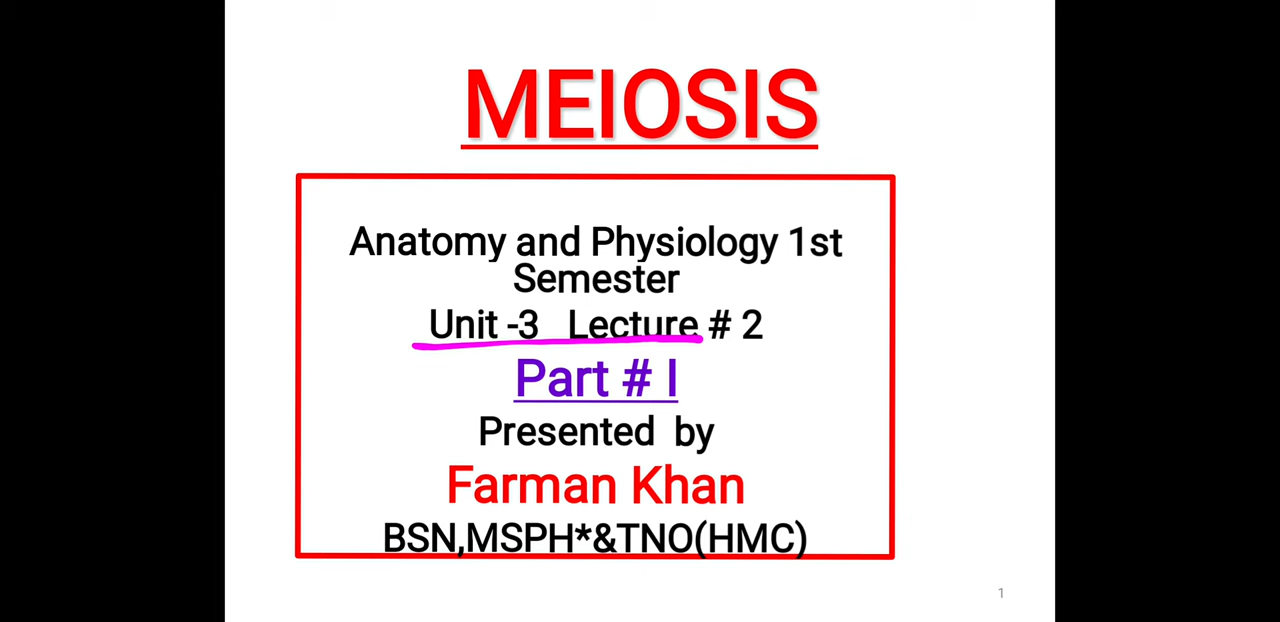 MEIOSIS
Anatomy and Physiology 1st
Semester
Unit -3 Lecture # 2
Part # I
Presented by
Farman Khan
BSN,MSPH*&TNO(HMC)
1